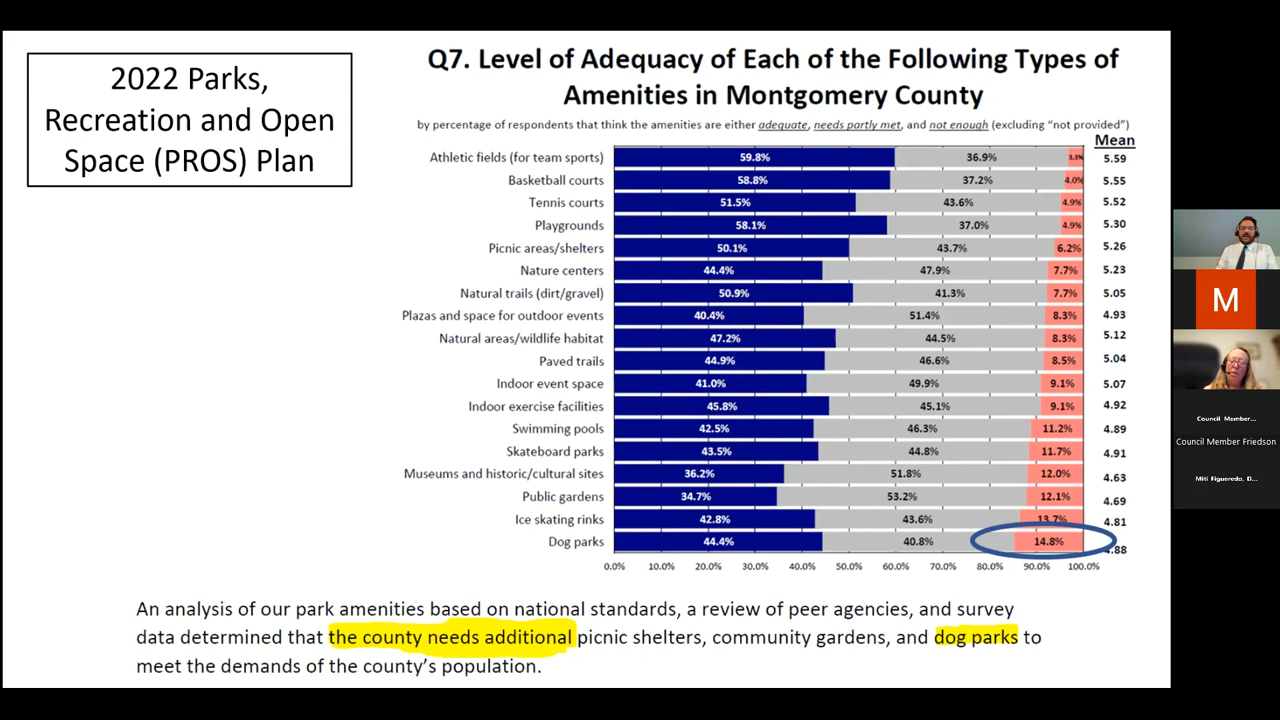 2022 Parks,
Recreation and Open
Space (PROS) Plan
Q7. Level of Adequacy of Each of the Following Types of
Amenities in Montgomery County
by percentage of respondents that think the amenities are either adequate, needs partly met, and not enough (excluding "not provided")
Mean
Athletic fields (for team sports) 59.8% 36.9% 3.3% 5.59
Basketball courts 58.8% 37.2% 4.0% 5.55
Tennis courts 51.5% 43.6% 4.9% 5.52
Playgrounds 58.1% 37.0% 4.9% 5.30
Picnic areas/shelters 50.1% 43.7% 6.2% 5.26
Nature centers 44.4% 47.9% 7.7% 5.23
Natural trails (dirt/gravel) 50.9% 41.3% 7.7% 5.05
Plazas and space for outdoor events 40.4% 51.4% 8.3% 4.93
Natural areas/wildlife habitat 47.2% 44.5% 8.3% 5.12
Paved trails 44.9% 46.6% 8.5% 5.04
Indoor event space 41.0% 49.9% 9.1% 5.07
Indoor exercise facilities 45.8% 45.1% 9.1% 4.92
Swimming pools 42.5% 46.3% 11.2% 4.89
Skateboard parks 43.5% 44.8% 11.7% 4.91
Museums and historic/cultural sites 36.2% 51.8% 12.0% 4.63
Public gardens 34.7% 53.2% 12.1% 4.69
Ice skating rinks 42.8% 43.6% 13.7% 4.81
Dog parks 44.4% 40.8% 14.8% 4.88
0.0% 10.0% 20.0% 30.0% 40.0% 50.0% 60.0% 70.0% 80.0% 90.0% 100.0%
An analysis of our park amenities based on national standards, a review of peer agencies, and survey
data determined that the county needs additional picnic shelters, community gardens, and dog parks to
meet the demands of the county's population.
M
Council Member...
Council Member Friedson
Miti Figueredo, D...